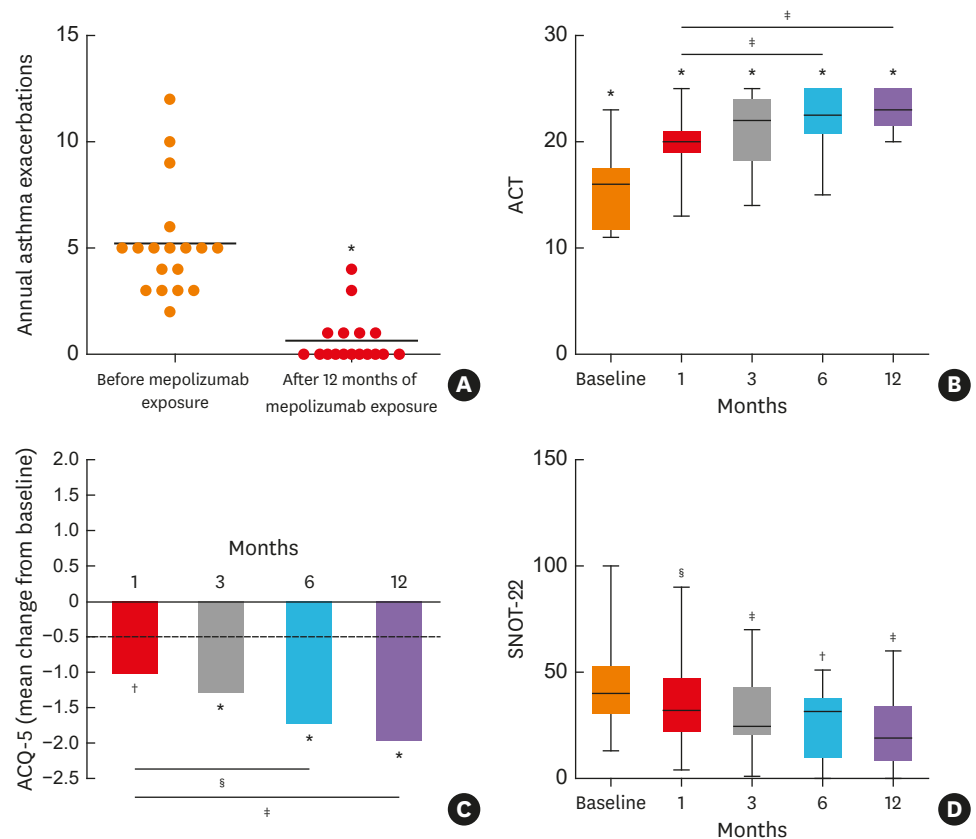 15
10
5
0
Annual asthma exacerbations
*
Before mepolizumab
exposure
After 12 months of
mepolizumab exposure
A
30
20
10
0
ACT
‡
‡
* * * * *
Baseline 1 3 6 12
Months
B
2.0
1.5
1.0
0.5
0
−0.5
−1.0
−1.5
−2.0
−2.5
ACQ-5 (mean change from baseline)
Months
1 3 6 12
† * * *
§
‡
C
150
100
50
0
SNOT-22
§ ‡ † ‡
Baseline 1 3 6 12
Months
D